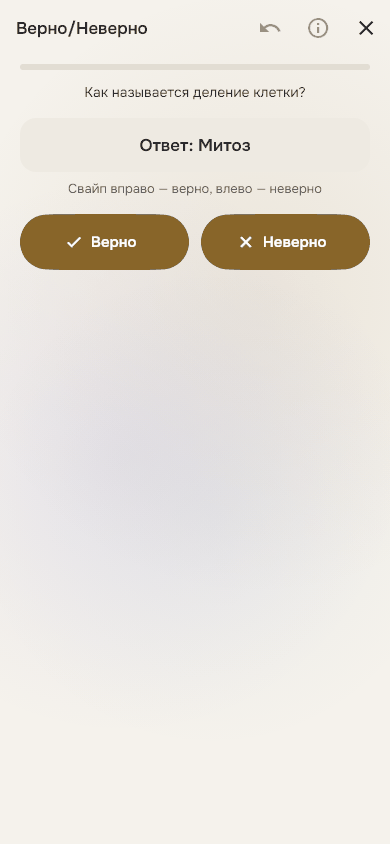 Верно/Неверно
Как называется деление клетки?
Ответ: Митоз
Свайп вправо — верно, влево — неверно
Верно
Неверно